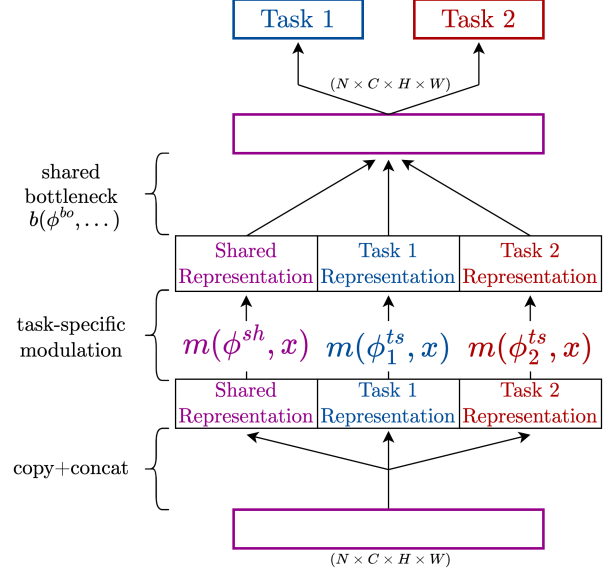 Task 1
Task 2
(N × C × H × W)
shared
bottleneck
b(ϕ^{bo}, . . . )
Shared
Representation
Task 1
Representation
Task 2
Representation
task-specific
modulation
m(ϕ^{sh}, x)
m(ϕ_1^{ts}, x)
m(ϕ_2^{ts}, x)
Shared
Representation
Task 1
Representation
Task 2
Representation
copy+concat
(N × C × H × W)